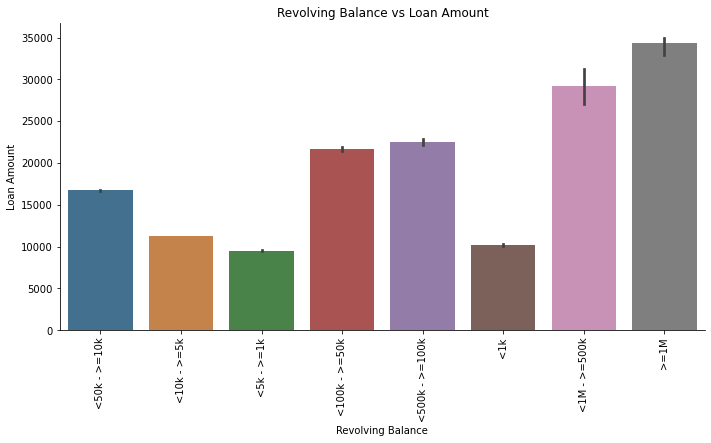 Revolving Balance vs Loan Amount
Loan Amount
35000
30000
25000
20000
15000
10000
5000
0
<50k - >=10k
<10k - >=5k
<5k - >=1k
<100k - >=50k
<500k - >=100k
<1k
<1M - >=500k
>=1M
Revolving Balance